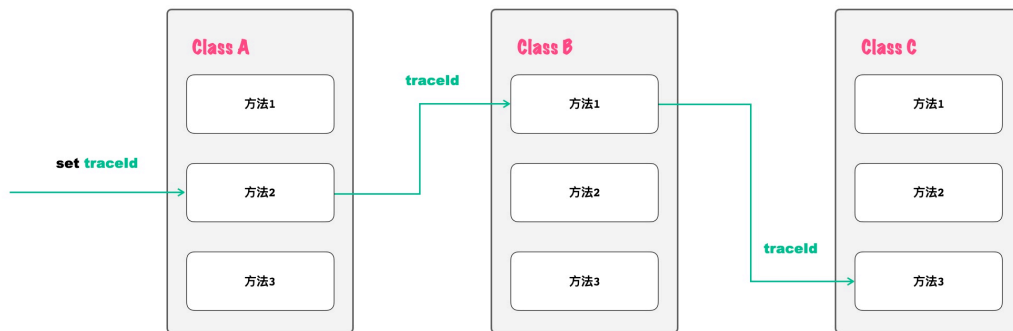 Class A
方法1
方法2
方法3
set traceId
traceId
Class B
方法1
方法2
方法3
traceId
Class C
方法1
方法2
方法3